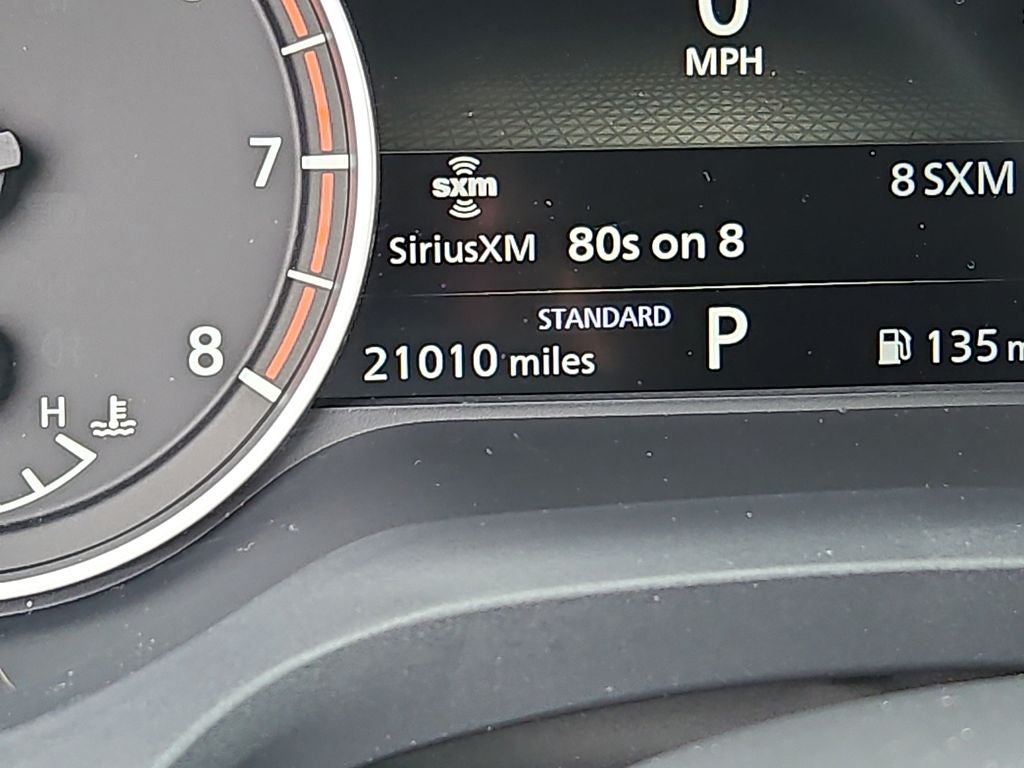 0
MPH
7
sxm
8 SXM
SiriusXM 80s on 8
STANDARD
P
21010 miles
135 m
8
H